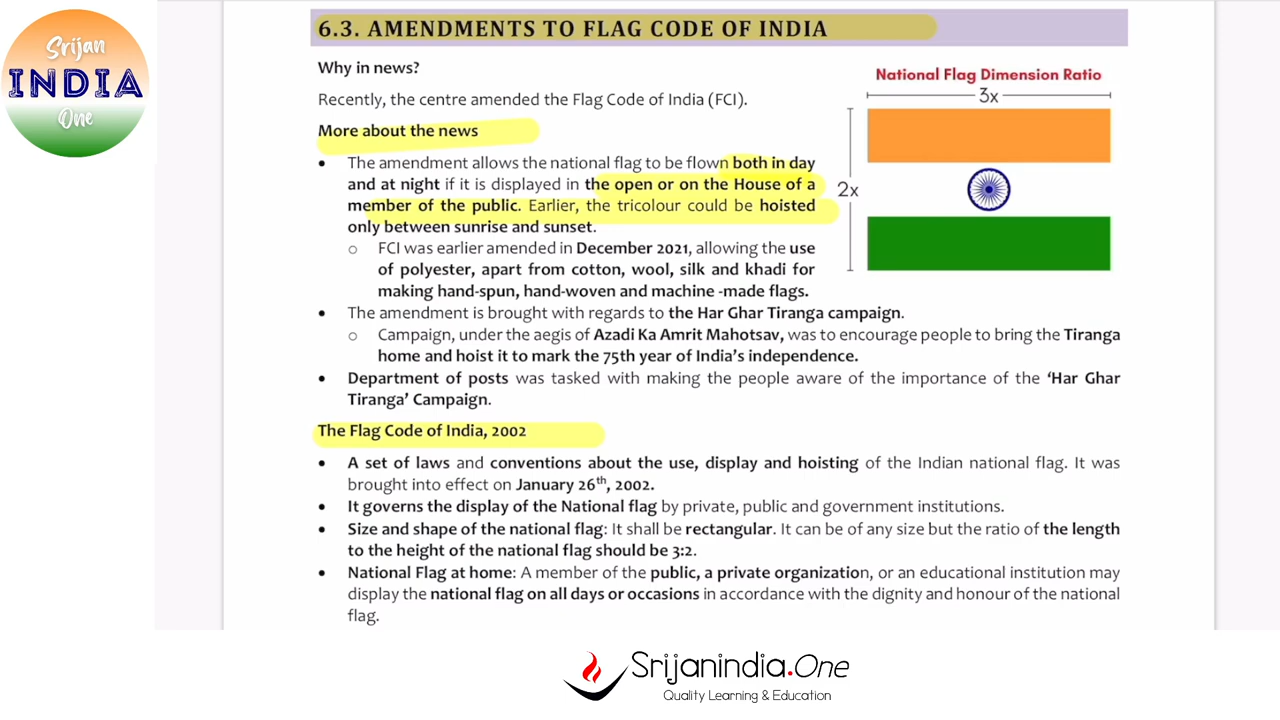 Srijan
INDIA
One
6.3. AMENDMENTS TO FLAG CODE OF INDIA
Why in news?
Recently, the centre amended the Flag Code of India (FCI).
More about the news
• The amendment allows the national flag to be flown both in day
and at night if it is displayed in the open or on the House of a
member of the public. Earlier, the tricolour could be hoisted
only between sunrise and sunset.
o FCI was earlier amended in December 2021, allowing the use
of polyester, apart from cotton, wool, silk and khadi for
making hand-spun, hand-woven and machine -made flags.
National Flag Dimension Ratio
3x
2x
• The amendment is brought with regards to the Har Ghar Tiranga campaign.
o Campaign, under the aegis of Azadi Ka Amrit Mahotsav, was to encourage people to bring the Tiranga
home and hoist it to mark the 75th year of India's independence.
• Department of posts was tasked with making the people aware of the importance of the 'Har Ghar
Tiranga' Campaign.
The Flag Code of India, 2002
• A set of laws and conventions about the use, display and hoisting of the Indian national flag. It was
brought into effect on January 26th, 2002.
• It governs the display of the National flag by private, public and government institutions.
• Size and shape of the national flag: It shall be rectangular. It can be of any size but the ratio of the length
to the height of the national flag should be 3:2.
• National Flag at home: A member of the public, a private organization, or an educational institution may
display the national flag on all days or occasions in accordance with the dignity and honour of the national
flag.
Srijanindia.One
Quality Learning & Education